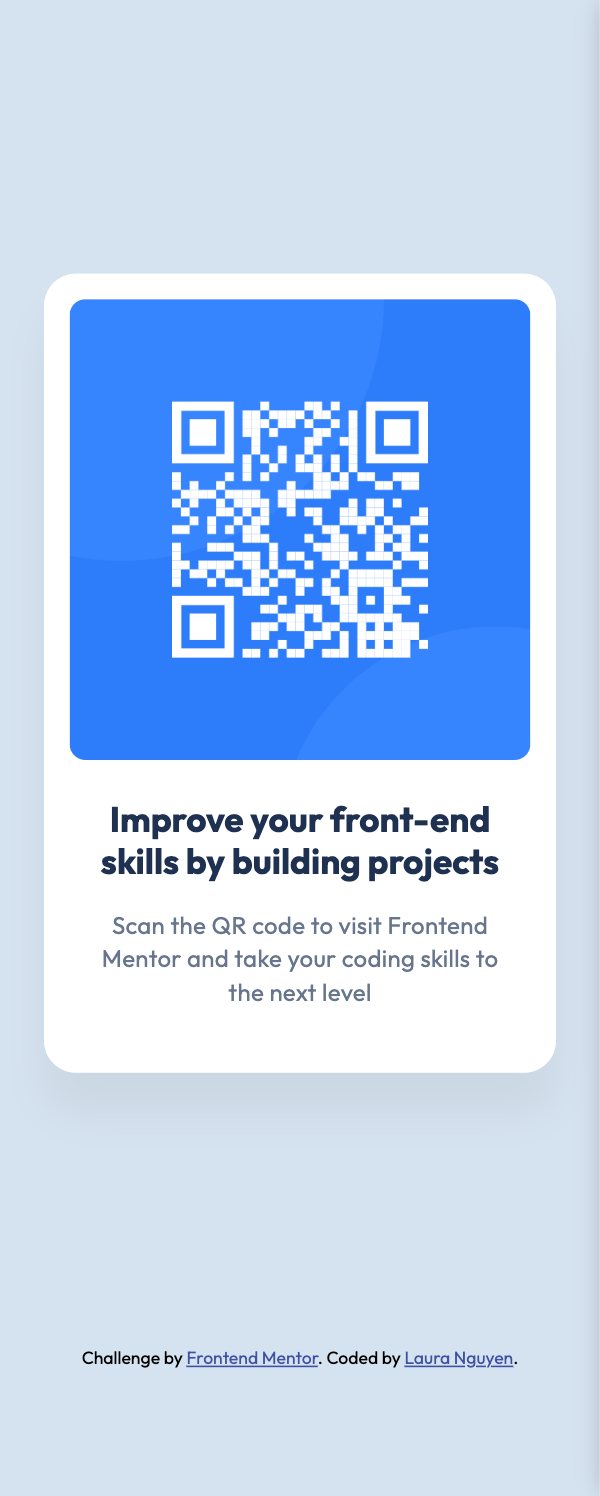 Improve your front-end
skills by building projects
Scan the QR code to visit Frontend
Mentor and take your coding skills to
the next level
Challenge by Frontend Mentor. Coded by Laura Nguyen.